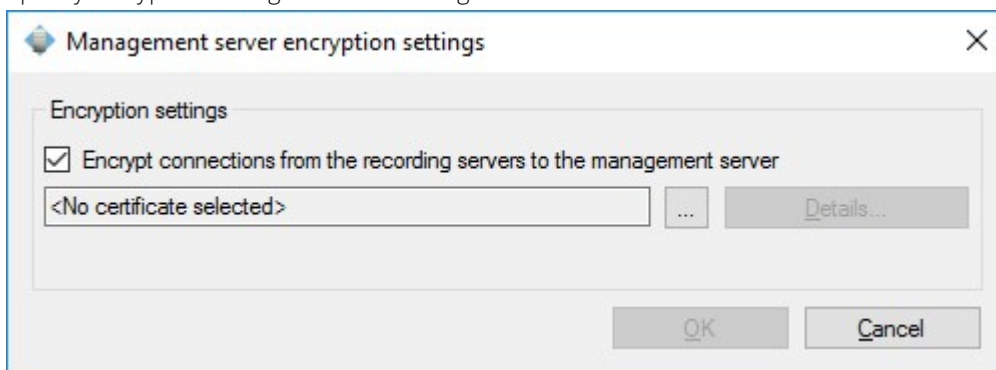 Management server encryption settings
Encryption settings
Encrypt connections from the recording servers to the management server
<No certificate selected>
...
Details...
OK
Cancel